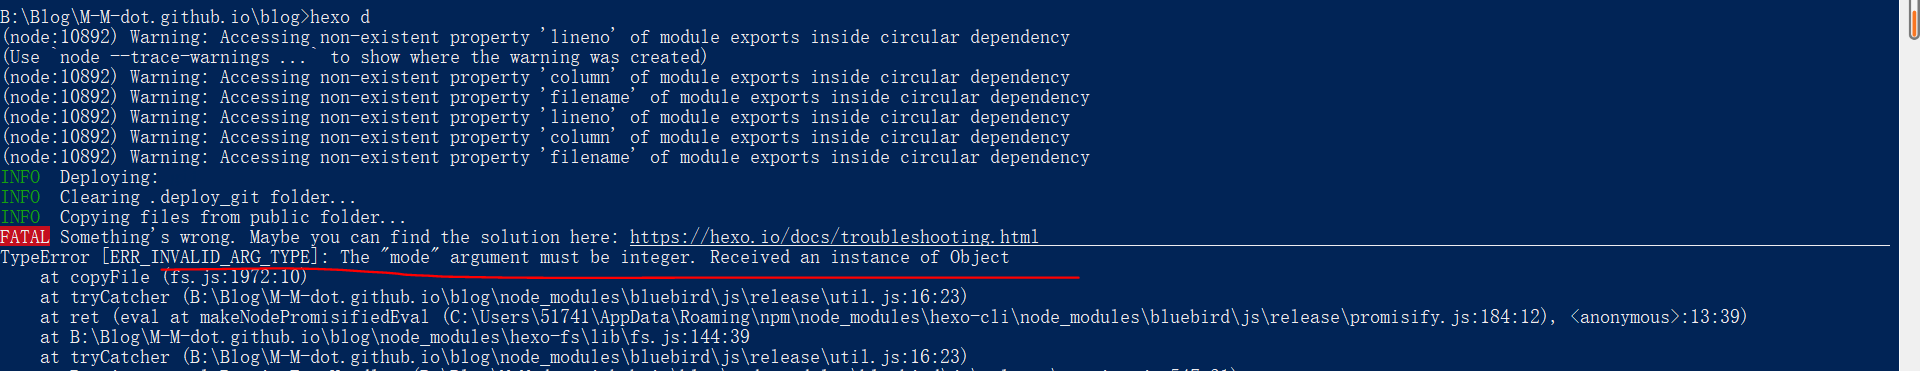 B:\Blog\M-M-dot.github.io\blog>hexo d
(node:10892) Warning: Accessing non-existent property 'lineno' of module exports inside circular dependency
(Use `node --trace-warnings ...` to show where the warning was created)
(node:10892) Warning: Accessing non-existent property 'column' of module exports inside circular dependency
(node:10892) Warning: Accessing non-existent property 'filename' of module exports inside circular dependency
(node:10892) Warning: Accessing non-existent property 'lineno' of module exports inside circular dependency
(node:10892) Warning: Accessing non-existent property 'column' of module exports inside circular dependency
(node:10892) Warning: Accessing non-existent property 'filename' of module exports inside circular dependency
INFO  Deploying:
INFO  Clearing .deploy_git folder...
INFO  Copying files from public folder...
FATAL Something's wrong. Maybe you can find the solution here: https://hexo.io/docs/troubleshooting.html
TypeError [ERR_INVALID_ARG_TYPE]: The "mode" argument must be integer. Received an instance of Object
    at copyFile (fs.js:1972:10)
    at tryCatcher (B:\Blog\M-M-dot.github.io\blog\node_modules\bluebird\js\release\util.js:16:23)
    at ret (eval at makeNodePromisifiedEval (C:\Users\51741\AppData\Roaming\npm\node_modules\hexo-cli\node_modules\bluebird\js\release\promisify.js:184:12), <anonymous>:13:39)
    at B:\Blog\M-M-dot.github.io\blog\node_modules\hexo-fs\lib\fs.js:144:39
    at tryCatcher (B:\Blog\M-M-dot.github.io\blog\node_modules\bluebird\js\release\util.js:16:23)